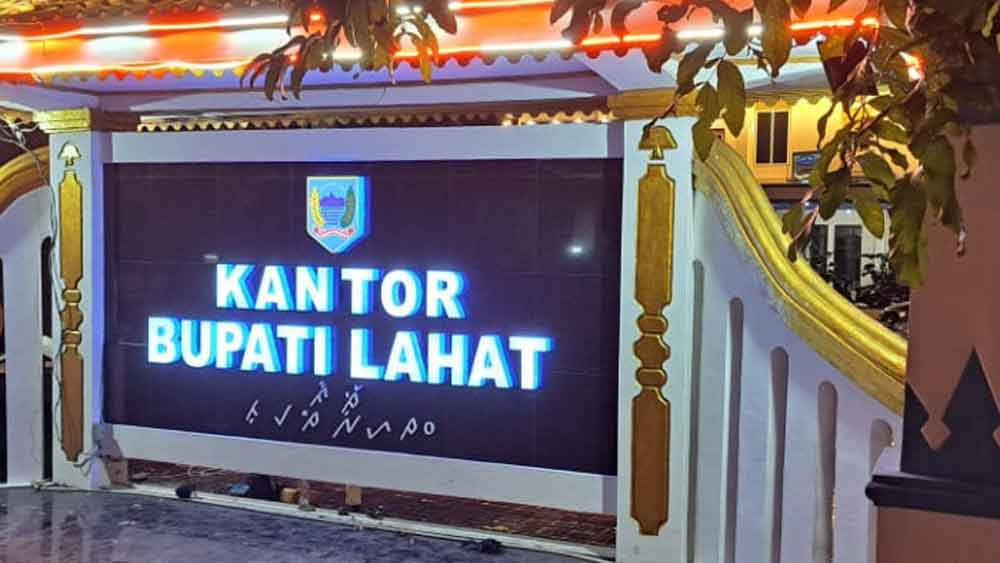 KANTOR
BUPATI LAHAT